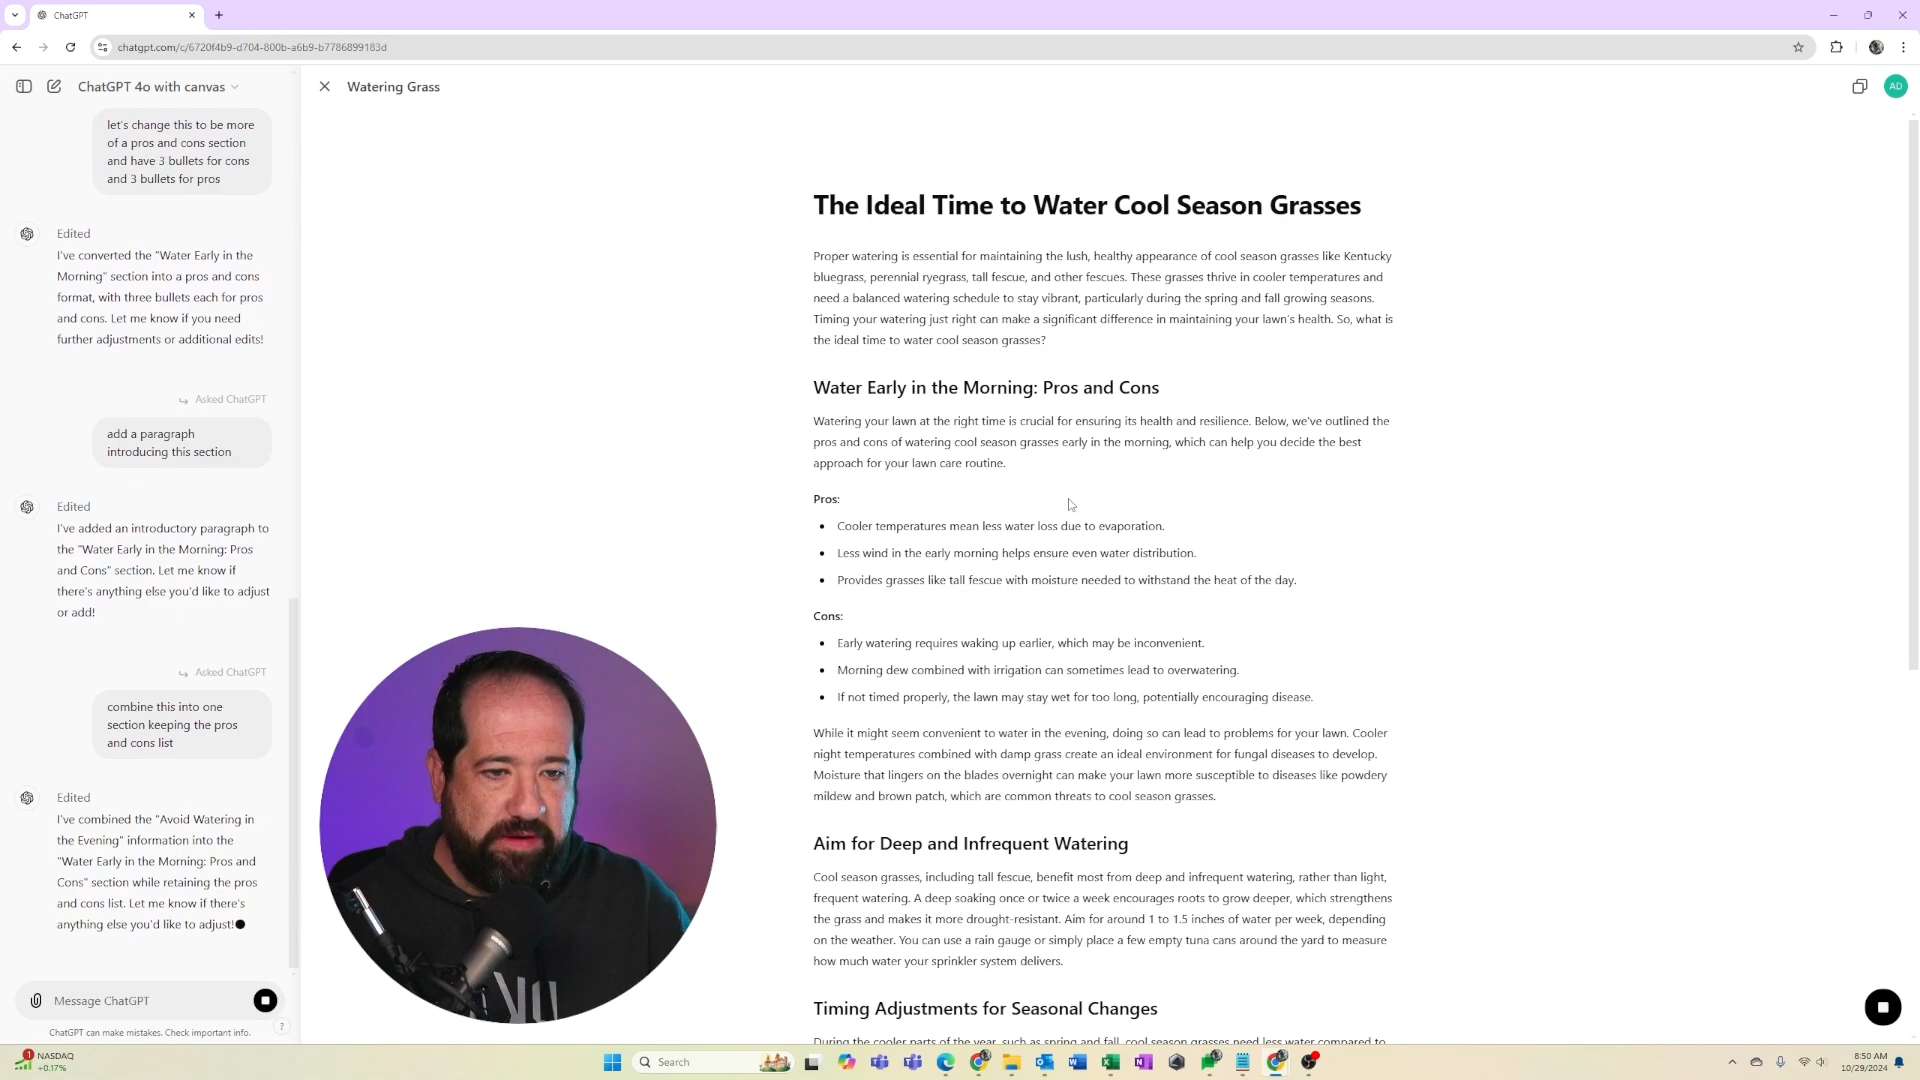 ChatGPT
chatgpt.com/c/6720f4b9-d704-800b-a6b9-b7786899183d
ChatGPT 4o with canvas
let's change this to be more
of a pros and cons section
and have 3 bullets for cons
and 3 bullets for pros
Edited
I've converted the "Water Early in the
Morning" section into a pros and cons
format, with three bullets each for pros
and cons. Let me know if you need
further adjustments or additional edits!
Asked ChatGPT
add a paragraph
introducing this section
Edited
I've added an introductory paragraph to
the "Water Early in the Morning: Pros
and Cons" section. Let me know if
there's anything else you'd like to adjust
or add!
Asked ChatGPT
combine this into one
section keeping the pros
and cons list
Edited
I've combined the "Avoid Watering in
the Evening" information into the
"Water Early in the Morning: Pros and
Cons" section while retaining the pros
and cons list. Let me know if there's
anything else you'd like to adjust!
Message ChatGPT
ChatGPT can make mistakes. Check important info.
?
Watering Grass
AD
The Ideal Time to Water Cool Season Grasses
Proper watering is essential for maintaining the lush, healthy appearance of cool season grasses like Kentucky
bluegrass, perennial ryegrass, tall fescue, and other fescues. These grasses thrive in cooler temperatures and
need a balanced watering schedule to stay vibrant, particularly during the spring and fall growing seasons.
Timing your watering just right can make a significant difference in maintaining your lawn's health. So, what is
the ideal time to water cool season grasses?
Water Early in the Morning: Pros and Cons
Watering your lawn at the right time is crucial for ensuring its health and resilience. Below, we've outlined the
pros and cons of watering cool season grasses early in the morning, which can help you decide the best
approach for your lawn care routine.
Pros:
• Cooler temperatures mean less water loss due to evaporation.
• Less wind in the early morning helps ensure even water distribution.
• Provides grasses like tall fescue with moisture needed to withstand the heat of the day.
Cons:
• Early watering requires waking up earlier, which may be inconvenient.
• Morning dew combined with irrigation can sometimes lead to overwatering.
• If not timed properly, the lawn may stay wet for too long, potentially encouraging disease.
While it might seem convenient to water in the evening, doing so can lead to problems for your lawn. Cooler
night temperatures combined with damp grass create an ideal environment for fungal diseases to develop.
Moisture that lingers on the blades overnight can make your lawn more susceptible to diseases like powdery
mildew and brown patch, which are common threats to cool season grasses.
Aim for Deep and Infrequent Watering
Cool season grasses, including tall fescue, benefit most from deep and infrequent watering, rather than light,
frequent watering. A deep soaking once or twice a week encourages roots to grow deeper, which strengthens
the grass and makes it more drought-resistant. Aim for around 1 to 1.5 inches of water per week, depending
on the weather. You can use a rain gauge or simply place a few empty tuna cans around the yard to measure
how much water your sprinkler system delivers.
Timing Adjustments for Seasonal Changes
During the cooler parts of the year, such as spring and fall, cool season grasses need less water compared to
1
NASDAQ
+0.17%
Search
8:50 AM
10/29/2024